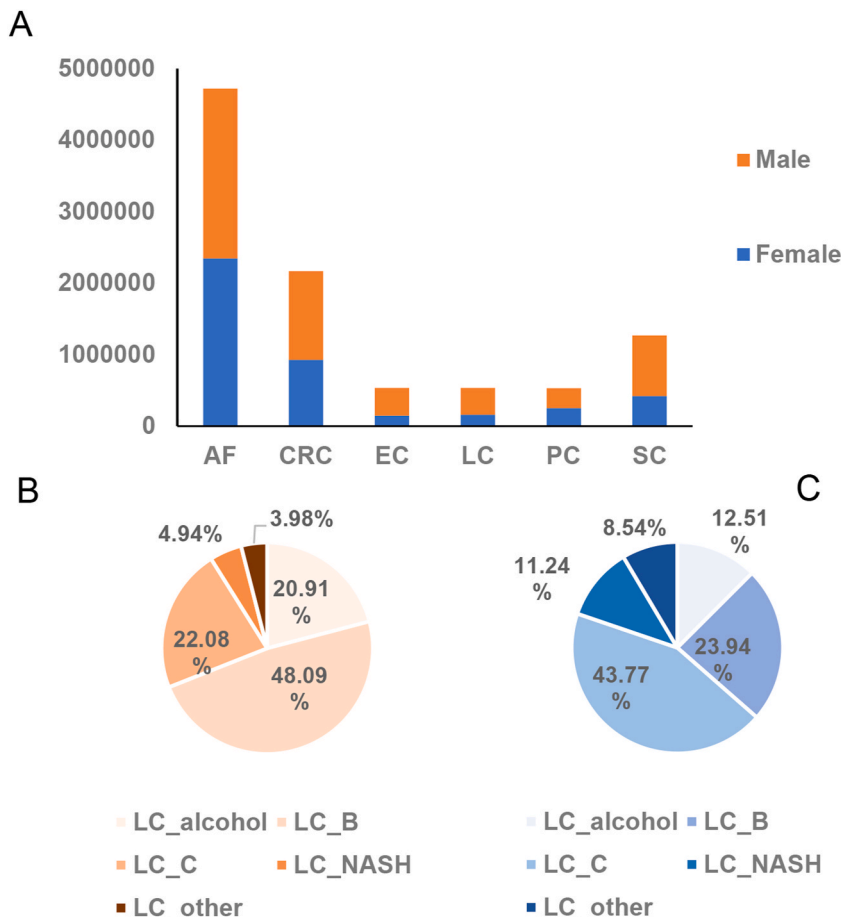 A
5000000
4000000
3000000
2000000
1000000
0
AF CRC EC LC PC SC
Male
Female
B
4.94%
3.98%
20.91
%
22.08
%
48.09
%
LC_alcohol LC_B
LC_C LC_NASH
LC_other
C
8.54%
12.51
%
11.24
%
23.94
%
43.77
%
LC_alcohol LC_B
LC_C LC_NASH
LC_other